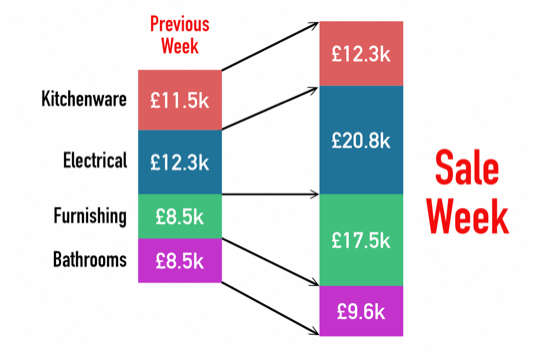 Previous
Week
Kitchenware £11.5k £12.3k
Electrical £12.3k £20.8k
Furnishing £8.5k £17.5k
Bathrooms £8.5k £9.6k
Sale
Week